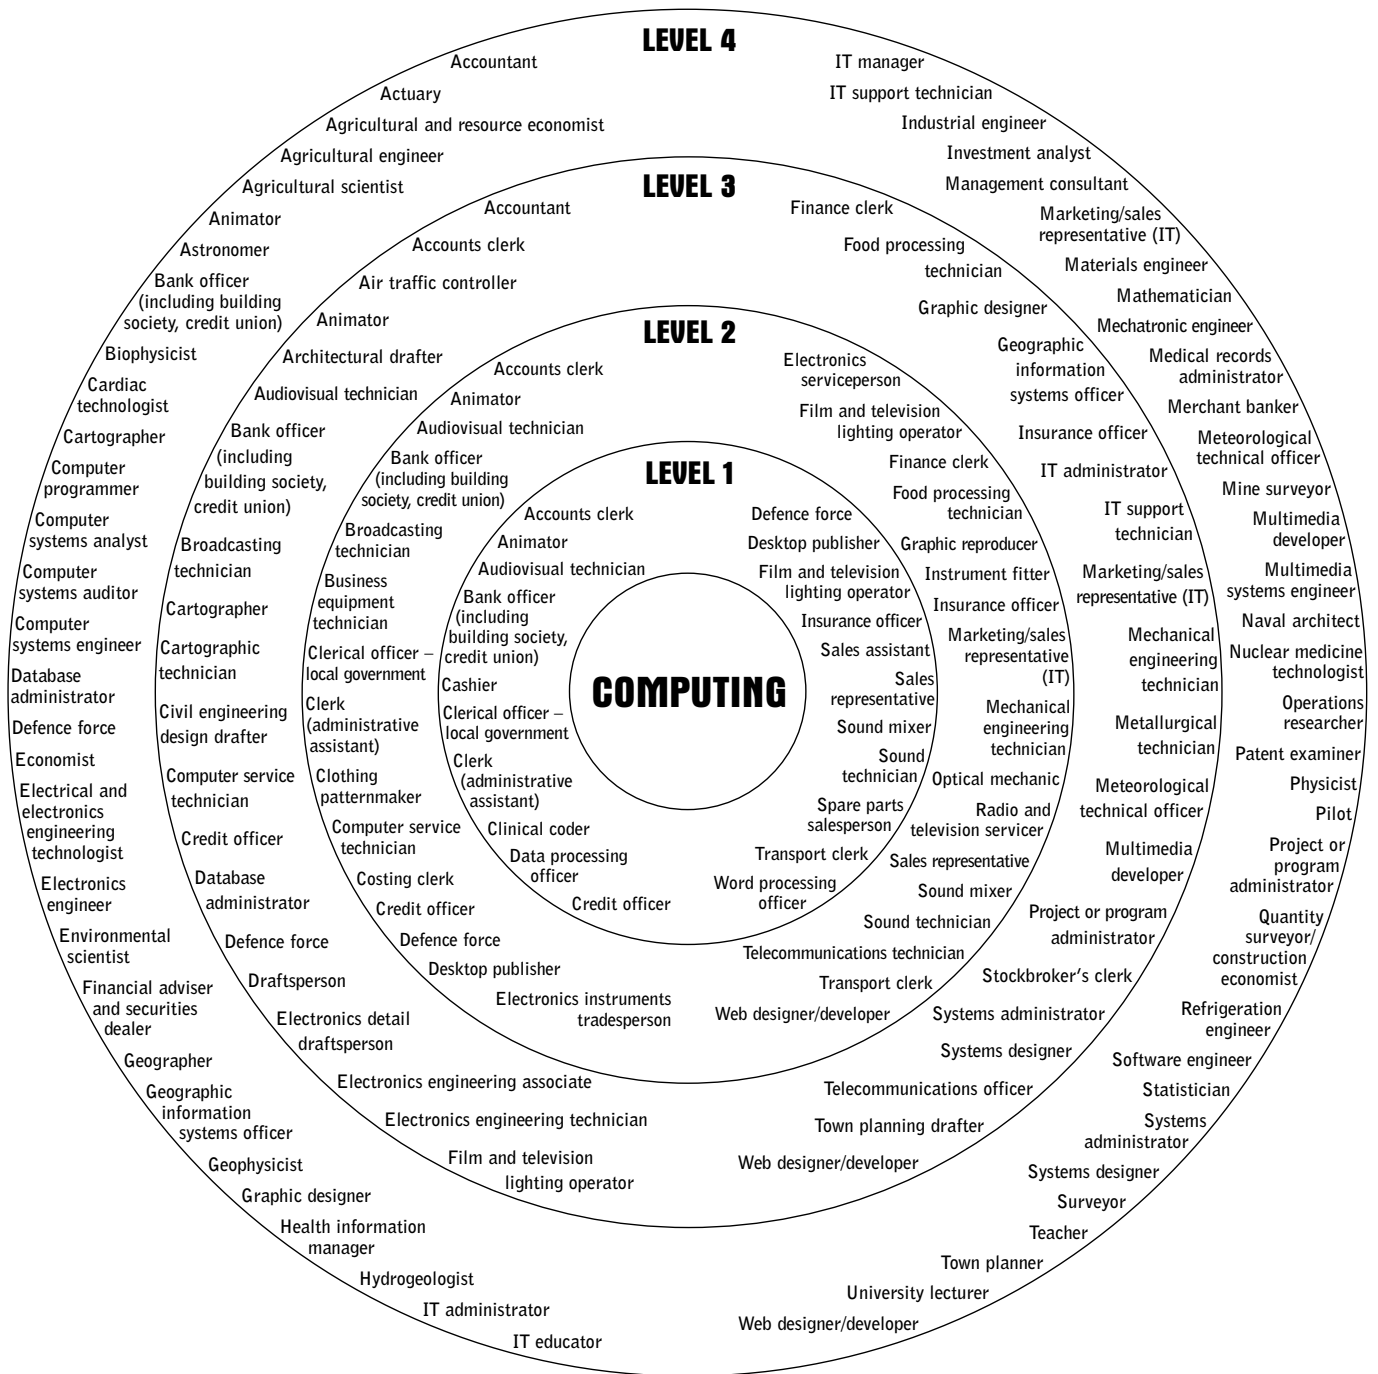 LEVEL 4
Accountant
Actuary
Agricultural and resource economist
Agricultural engineer
Agricultural scientist
Animator
Astronomer
Bank officer
(including building
society, credit union)
Biophysicist
Cardiac
technologist
Cartographer
Computer
programmer
Computer
systems analyst
Computer
systems auditor
Computer
systems engineer
Database
administrator
Defence force
Economist
Electrical and
electronics
engineering
technologist
Electronics
engineer
Environmental
scientist
Financial adviser
and securities
dealer
Geographer
Geographic
information
systems officer
Geophysicist
Graphic designer
Health information
manager
Hydrogeologist
IT administrator
IT educator
IT manager
IT support technician
Industrial engineer
Investment analyst
Management consultant
Marketing/sales
representative (IT)
Materials engineer
Mathematician
Mechatronic engineer
Medical records
administrator
Merchant banker
Meteorological
technical officer
Mine surveyor
Multimedia
developer
Multimedia
systems engineer
Naval architect
Nuclear medicine
technologist
Operations
researcher
Patent examiner
Physicist
Pilot
Project or
program
administrator
Quantity
surveyor/
construction
economist
Refrigeration
engineer
Software engineer
Statistician
Systems
administrator
Systems designer
Surveyor
Teacher
Town planner
University lecturer
Web designer/developer
LEVEL 3
Accountant
Accounts clerk
Air traffic controller
Animator
Architectural drafter
Audiovisual technician
Bank officer
(including
building society,
credit union)
Broadcasting
technician
Cartographer
Cartographic
technician
Civil engineering
design drafter
Computer service
technician
Credit officer
Database
administrator
Defence force
Draftsperson
Electronics detail
draftsperson
Electronics engineering associate
Electronics engineering technician
Film and television
lighting operator
Finance clerk
Food processing
technician
Graphic designer
Geographic
information
systems officer
Insurance officer
IT administrator
IT support
technician
Marketing/sales
representative (IT)
Mechanical
engineering
technician
Metallurgical
technician
Meteorological
technical officer
Multimedia
developer
Project or program
administrator
Stockbroker's clerk
Systems administrator
Systems designer
Telecommunications officer
Town planning drafter
Web designer/developer
LEVEL 2
Accounts clerk
Animator
Audiovisual technician
Bank officer
(including building
society, credit union)
Broadcasting
technician
Business
equipment
technician
Clerical officer –
local government
Clerk
(administrative
assistant)
Clothing
patternmaker
Computer service
technician
Costing clerk
Credit officer
Defence force
Desktop publisher
Electronics instruments
tradesperson
Electronics
serviceperson
Film and television
lighting operator
Finance clerk
Food processing
technician
Graphic reproducer
Instrument fitter
Insurance officer
Marketing/sales
representative
(IT)
Mechanical
engineering
technician
Optical mechanic
Radio and
television servicer
Sales representative
Sound mixer
Sound technician
Telecommunications technician
Transport clerk
Web designer/developer
LEVEL 1
Accounts clerk
Animator
Audiovisual technician
Bank officer
(including
building society,
credit union)
Cashier
Clerical officer –
local government
Clerk
(administrative
assistant)
Clinical coder
Data processing
officer
Credit officer
Defence force
Desktop publisher
Film and television
lighting operator
Insurance officer
Sales assistant
Sales
representative
Sound mixer
Sound
technician
Spare parts
salesperson
Transport clerk
Word processing
officer
COMPUTING